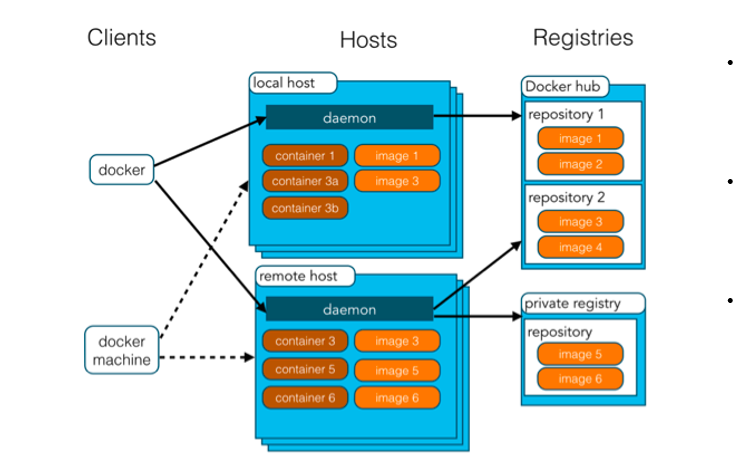 Clients
Hosts
Registries
local host
daemon
container 1
image 1
container 3a
image 3
container 3b
docker
docker
machine
remote host
daemon
container 3
image 3
container 5
image 5
container 6
image 6
Docker hub
repository 1
image 1
image 2
repository 2
image 3
image 4
private registry
repository
image 5
image 6